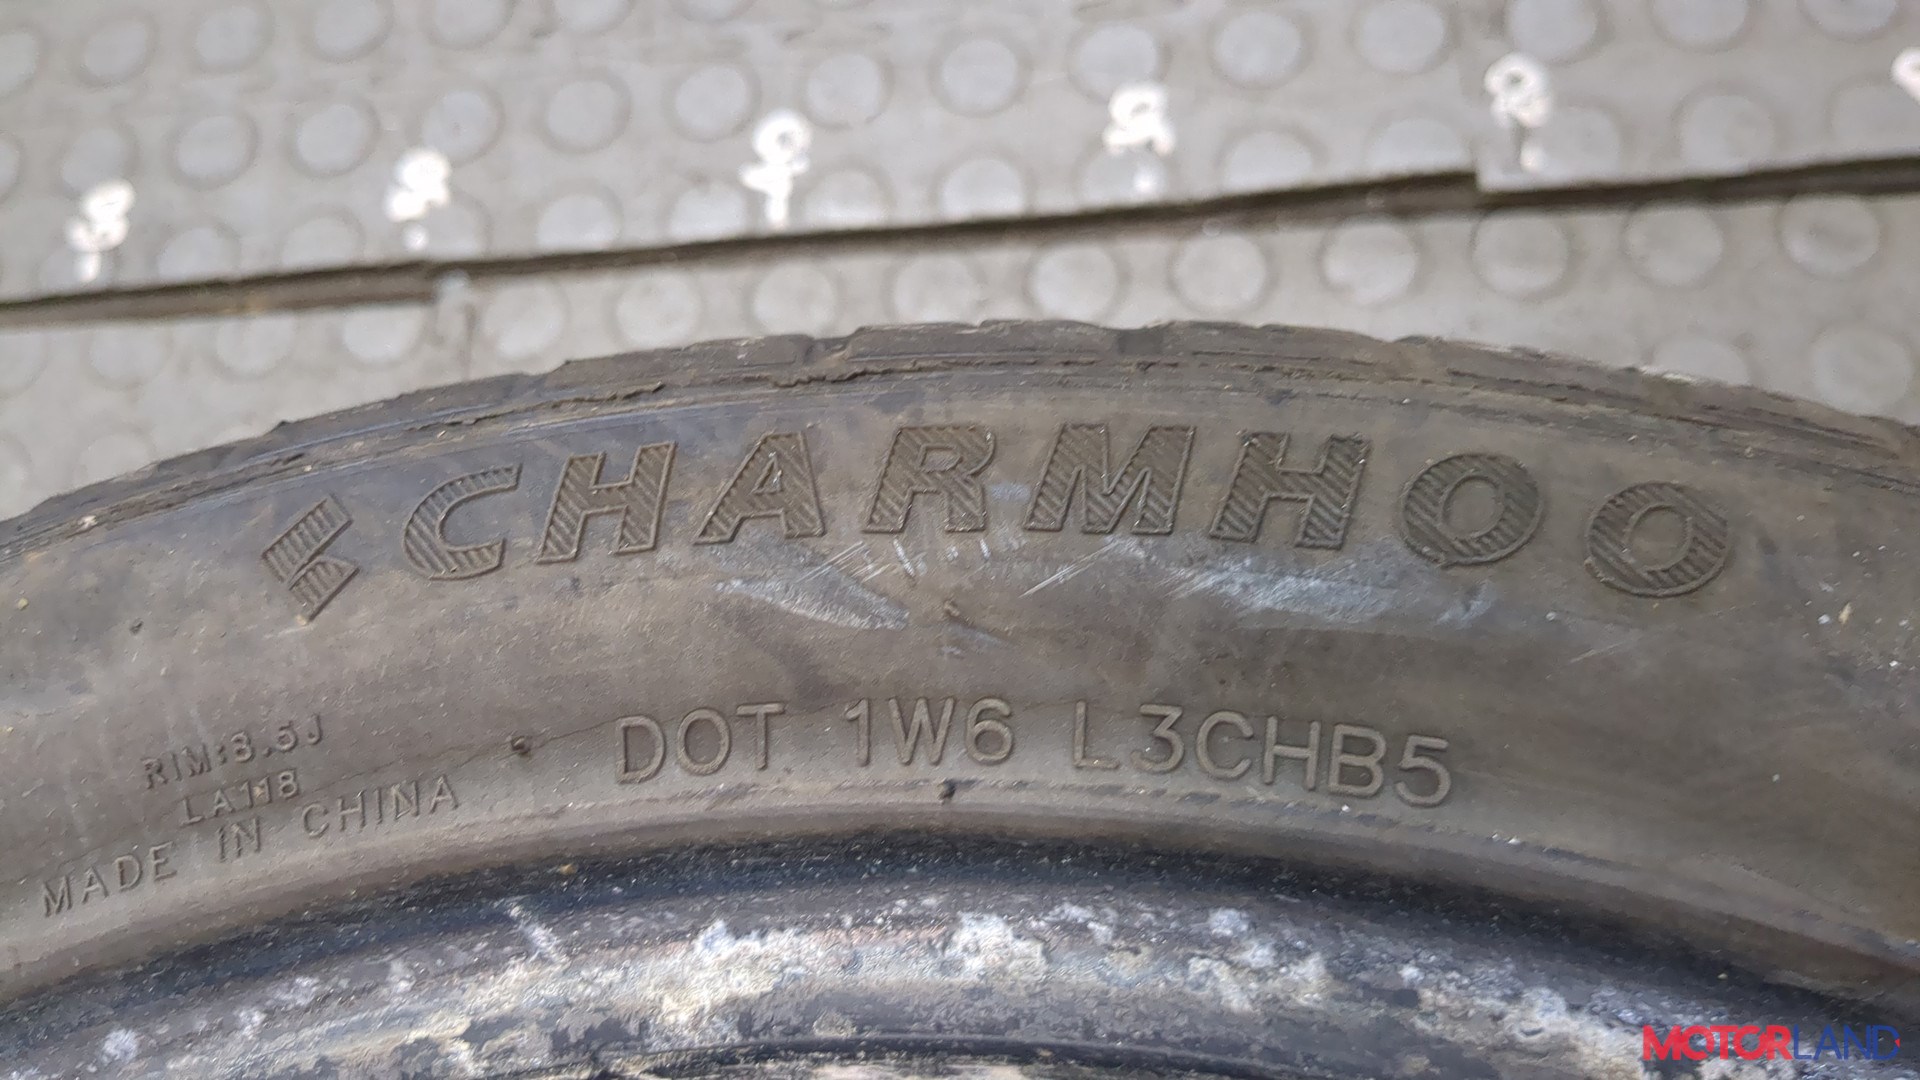 CHARMHOO
DOT 1W6 L3CHB5
RIM:8.5J
LA118
MADE IN CHINA
MOTORLAND